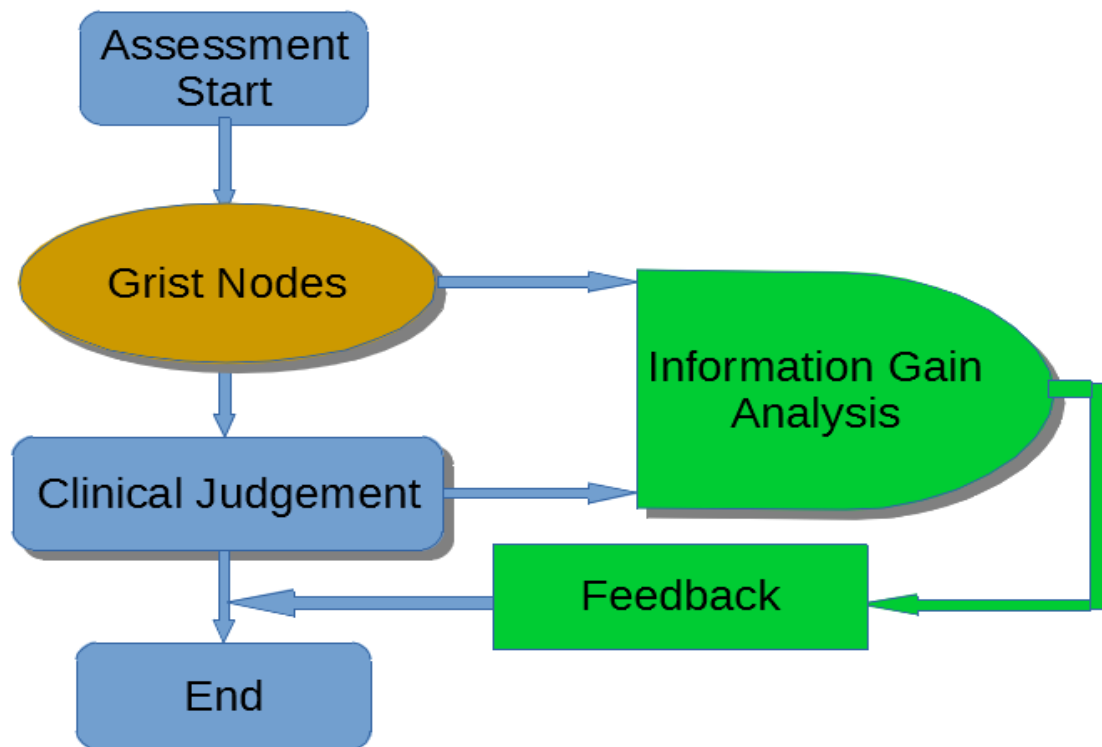 Assessment
Start
Grist Nodes
Information Gain
Analysis
Clinical Judgement
Feedback
End